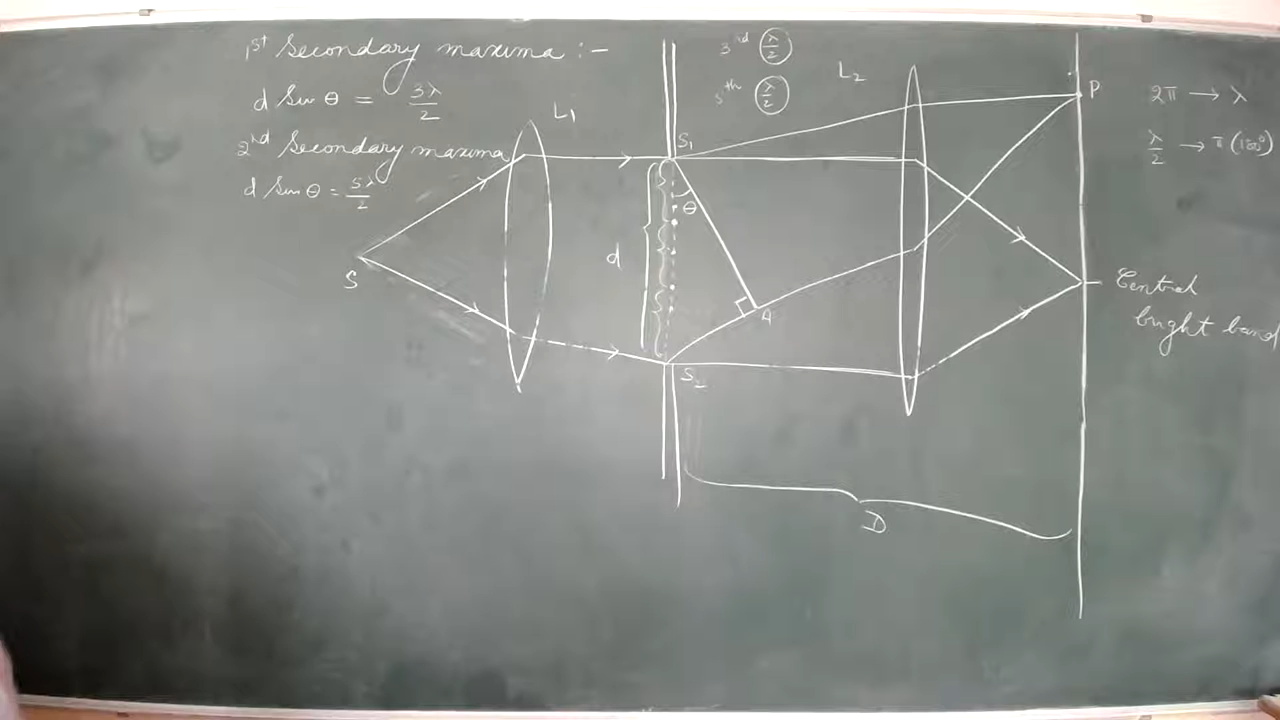 1st Secondary maxima :-
d Sin θ = 3λ/2
2nd Secondary maxima
d Sin θ = 5λ/2
3rd λ/2
5th λ/2
L1
L2
S
S1
θ
d
A
S2
D
P
Central
bright band
2π → λ
λ/2 → π (180°)